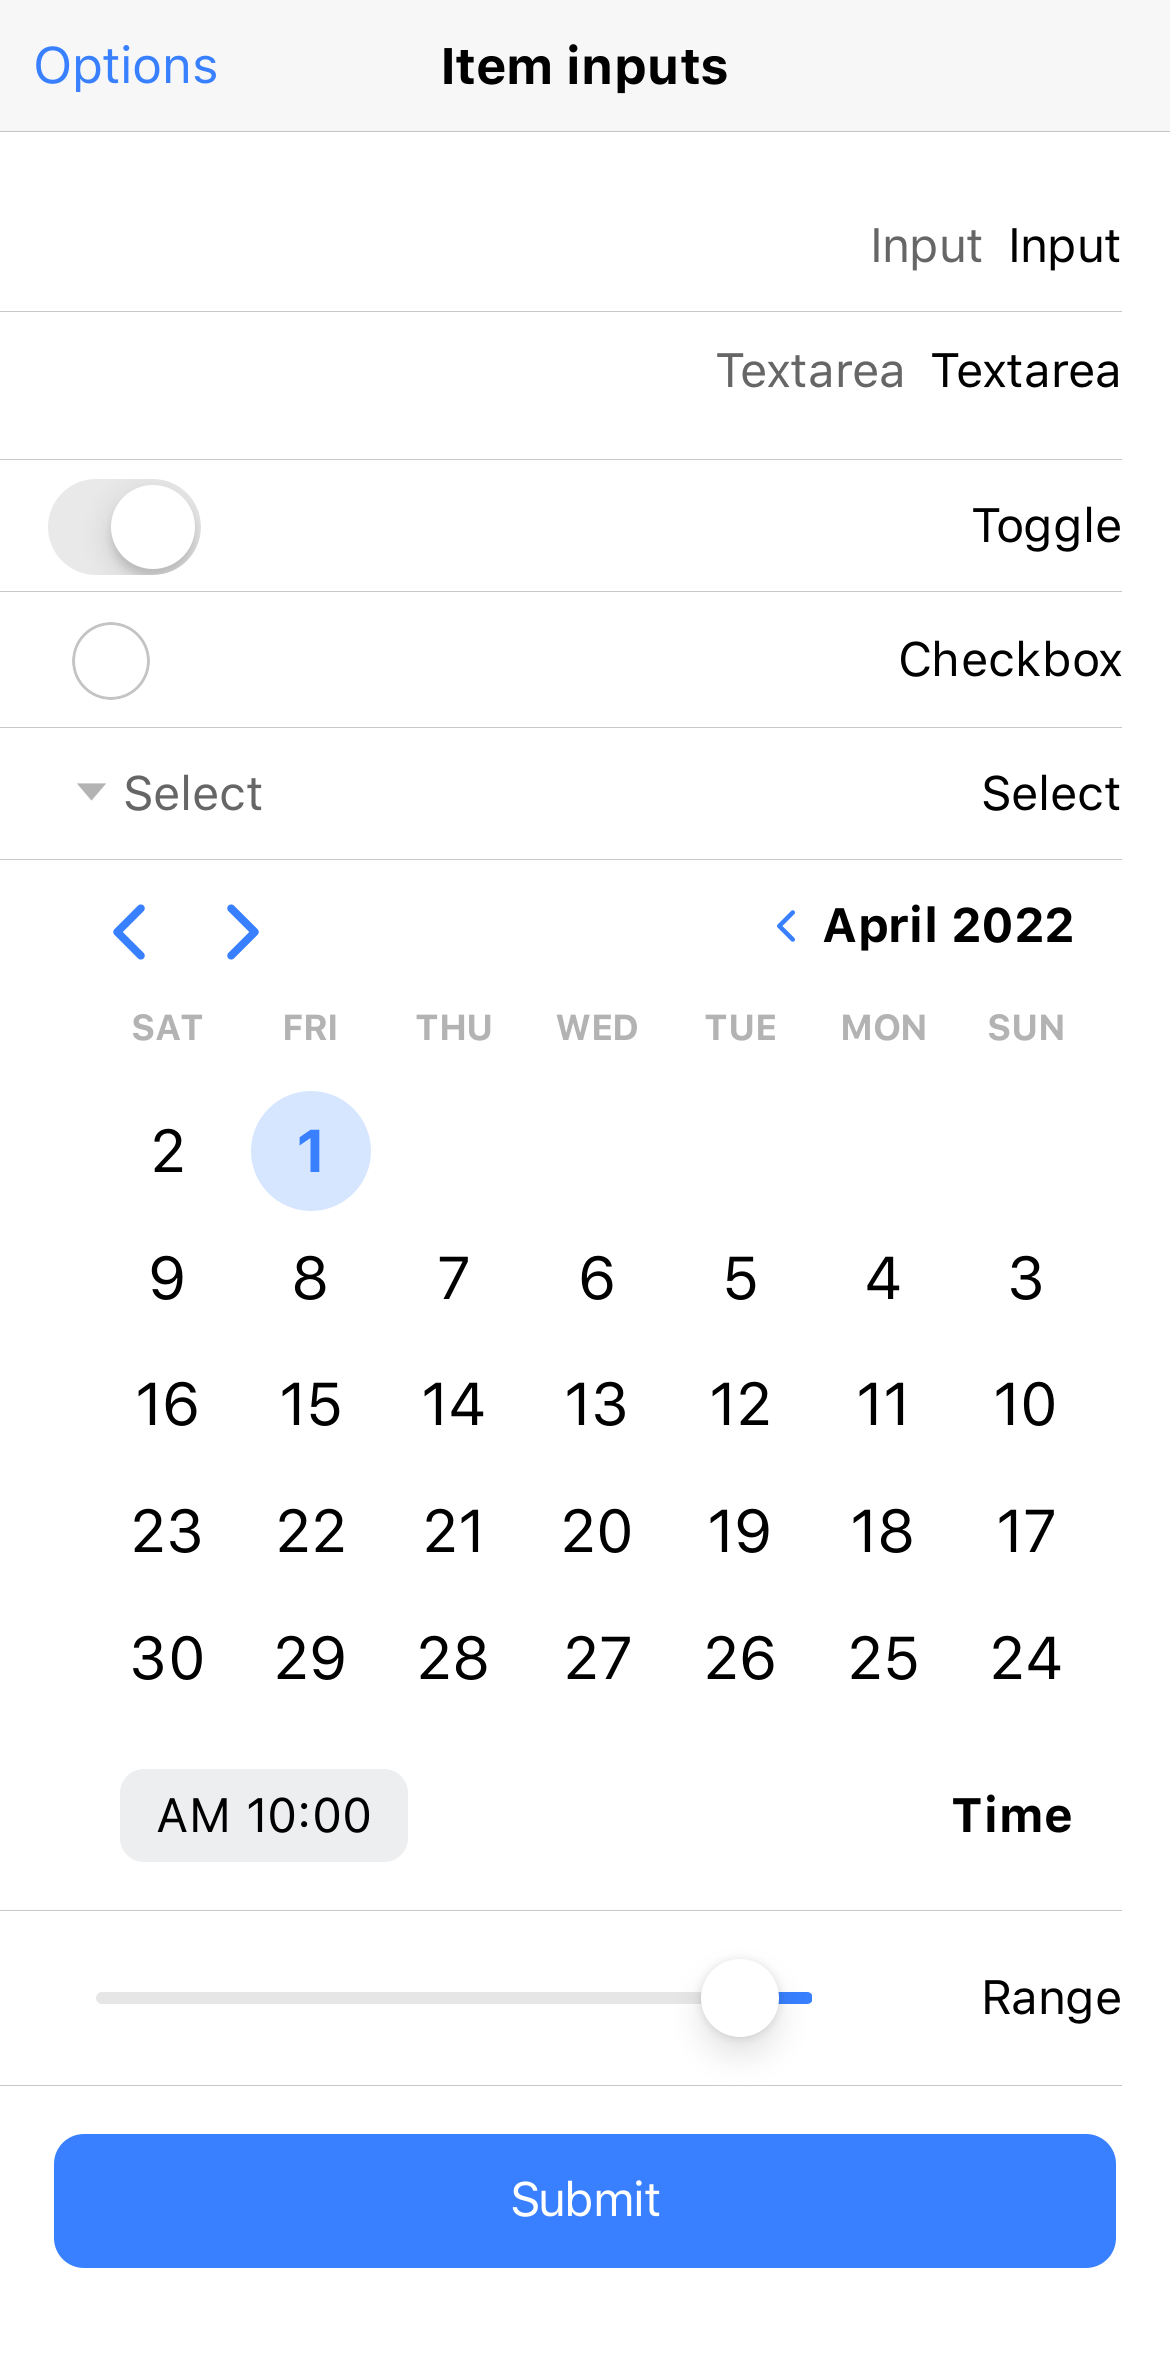 Options Item inputs
Input Input
Textarea Textarea
Toggle
Checkbox
Select Select
April 2022
SAT FRI THU WED TUE MON SUN
2 1
9 8 7 6 5 4 3
16 15 14 13 12 11 10
23 22 21 20 19 18 17
30 29 28 27 26 25 24
AM 10:00 Time
Range
Submit